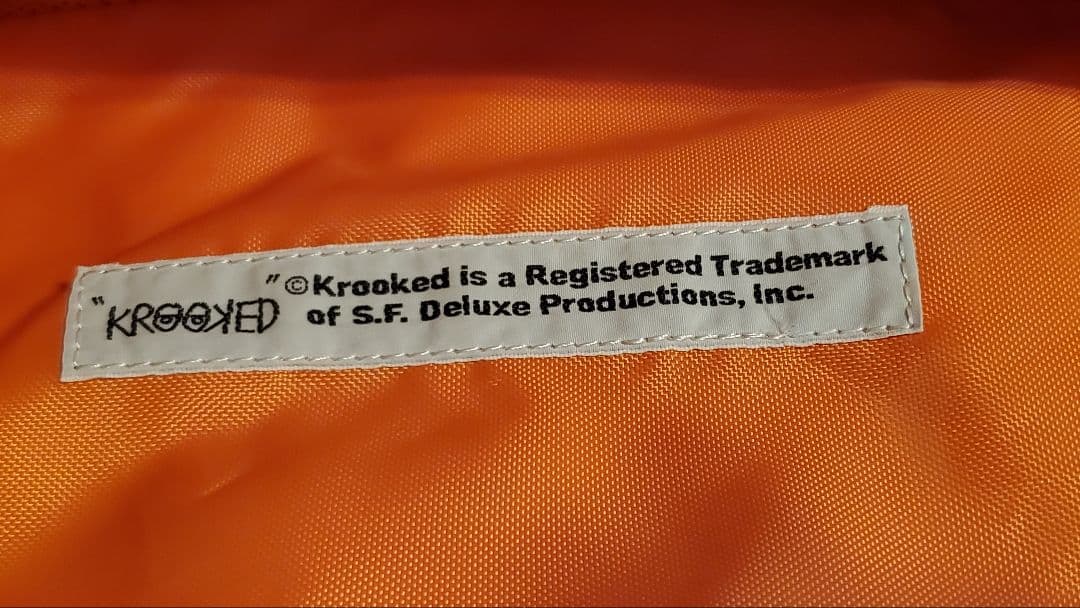 "KROOKED" ©Krooked is a Registered Trademark
of S.F. Deluxe Productions, Inc.